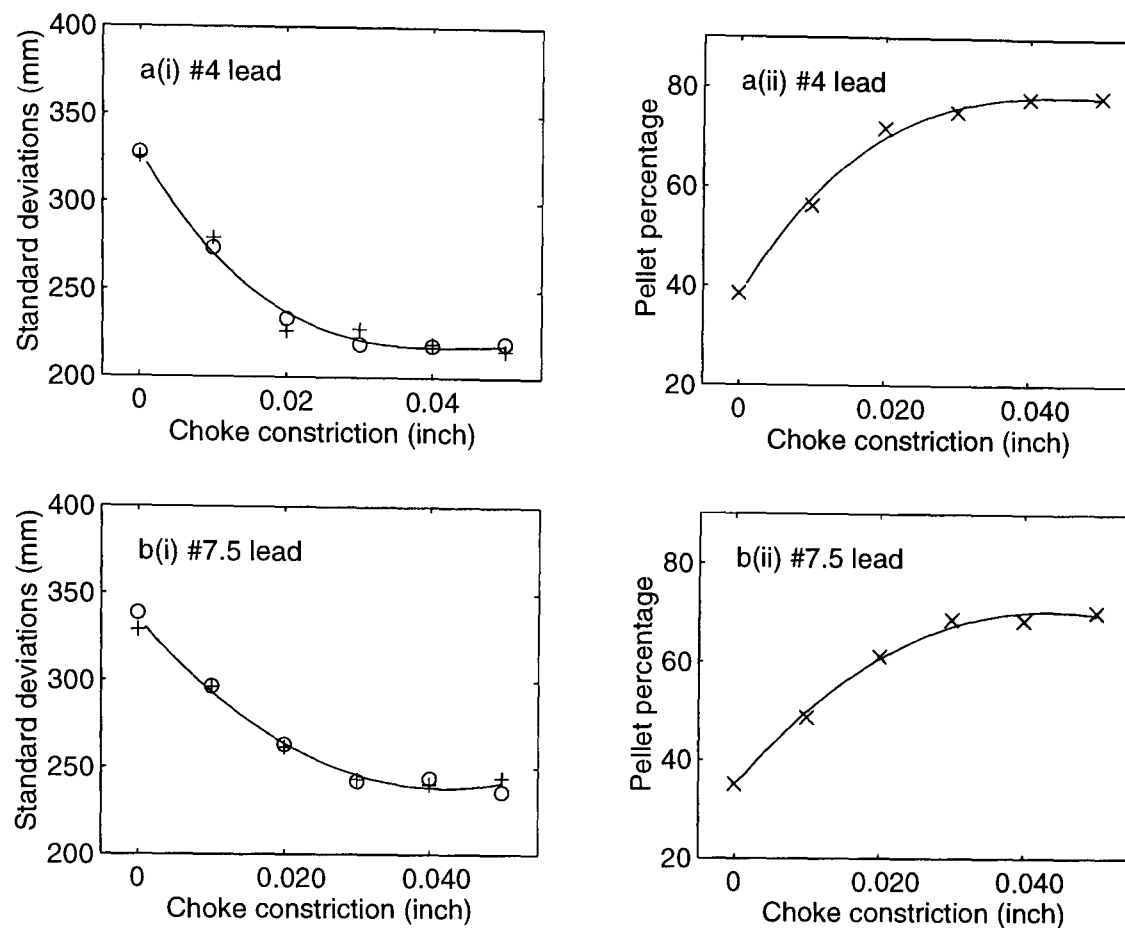 400
350
300
250
200
Standard deviations (mm)
a(i) #4 lead
0
0.02
0.04
Choke constriction (inch)
80
60
40
20
Pellet percentage
a(ii) #4 lead
0
0.020
0.040
Choke constriction (inch)
400
350
300
250
200
Standard deviations (mm)
b(i) #7.5 lead
0
0.020
0.040
Choke constriction (inch)
80
60
40
20
Pellet percentage
b(ii) #7.5 lead
0
0.020
0.040
Choke constriction (inch)